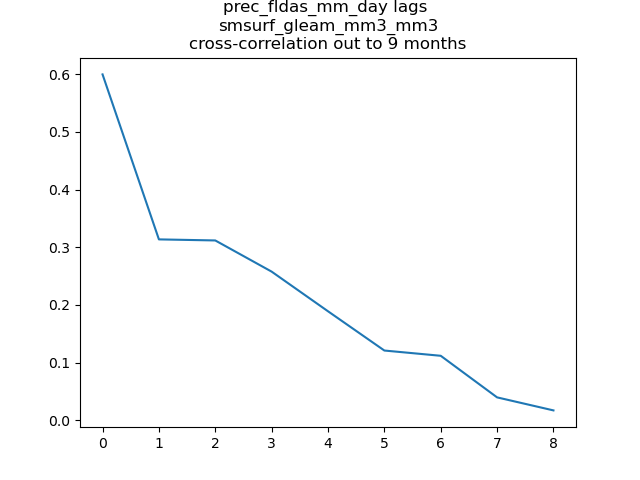 prec_fldas_mm_day lags
smsurf_gleam_mm3_mm3
cross-correlation out to 9 months
0.6
0.5
0.4
0.3
0.2
0.1
0.0
0 1 2 3 4 5 6 7 8